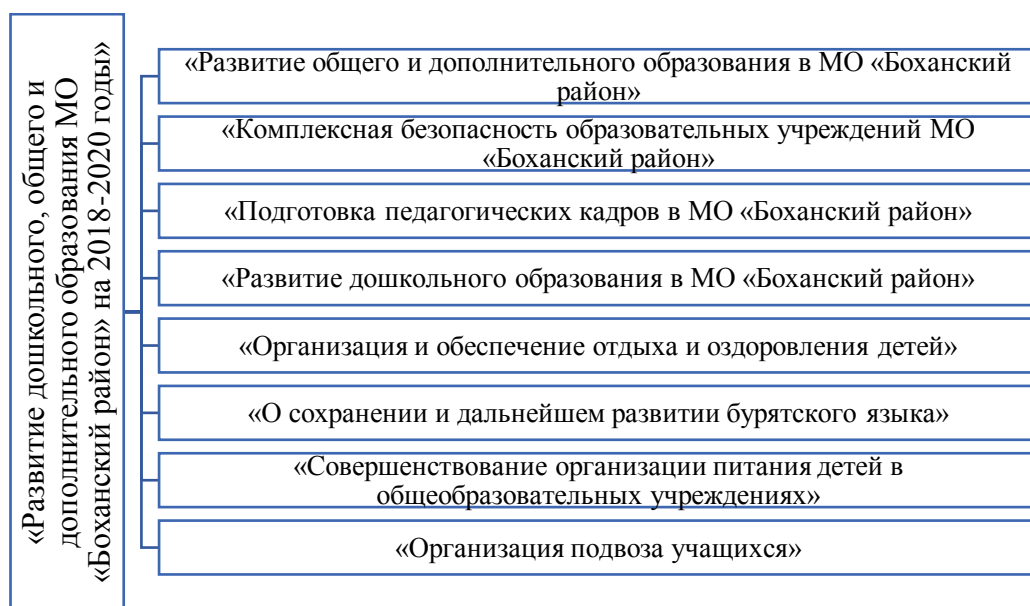 «Развитие дошкольного, общего и
дополнительного образования МО
«Боханский район» на 2018-2020 годы»
«Развитие общего и дополнительного образования в МО «Боханский
район»
«Комплексная безопасность образовательных учреждений МО
«Боханский район»
«Подготовка педагогических кадров в МО «Боханский район»
«Развитие дошкольного образования в МО «Боханский район»
«Организация и обеспечение отдыха и оздоровления детей»
«О сохранении и дальнейшем развитии бурятского языка»
«Совершенствование организации питания детей в
общеобразовательных учреждениях»
«Организация подвоза учащихся»